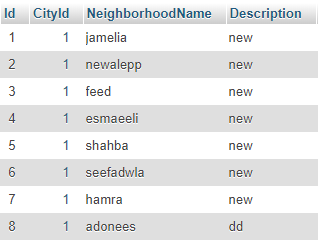 Id CityId NeighborhoodName Description
1 1 jamelia new
2 1 newalepp new
3 1 feed new
4 1 esmaeeli new
5 1 shahba new
6 1 seefadwla new
7 1 hamra new
8 1 adonees dd